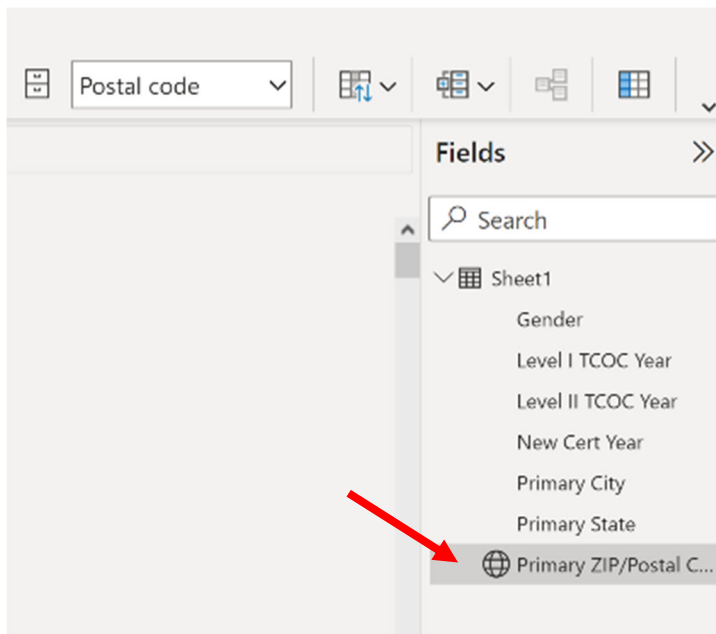 Postal code
Fields
Search
Sheet1
Gender
Level I TCOC Year
Level II TCOC Year
New Cert Year
Primary City
Primary State
Primary ZIP/Postal C...